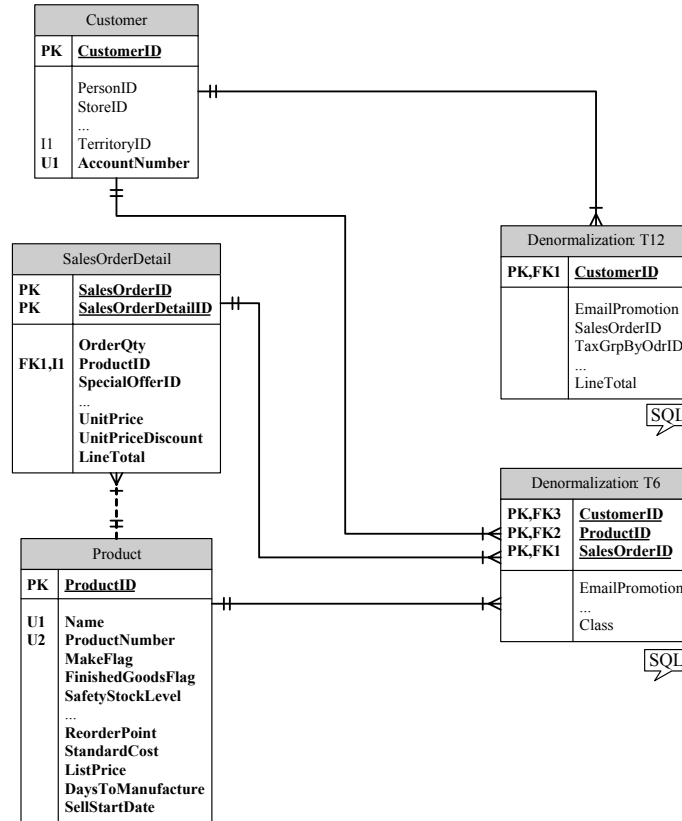 Customer
PK CustomerID
PersonID
StoreID
...
I1 TerritoryID
U1 AccountNumber
SalesOrderDetail
PK SalesOrderID
PK SalesOrderDetailID
OrderQty
FK1,I1 ProductID
SpecialOfferID
...
UnitPrice
UnitPriceDiscount
LineTotal
Product
PK ProductID
U1 Name
U2 ProductNumber
MakeFlag
FinishedGoodsFlag
SafetyStockLevel
...
ReorderPoint
StandardCost
ListPrice
DaysToManufacture
SellStartDate
Denormalization: T12
PK,FK1 CustomerID
EmailPromotion
SalesOrderID
TaxGrpByOdrID
...
LineTotal
SQL
Denormalization: T6
PK,FK3 CustomerID
PK,FK2 ProductID
PK,FK1 SalesOrderID
EmailPromotion
...
Class
SQL